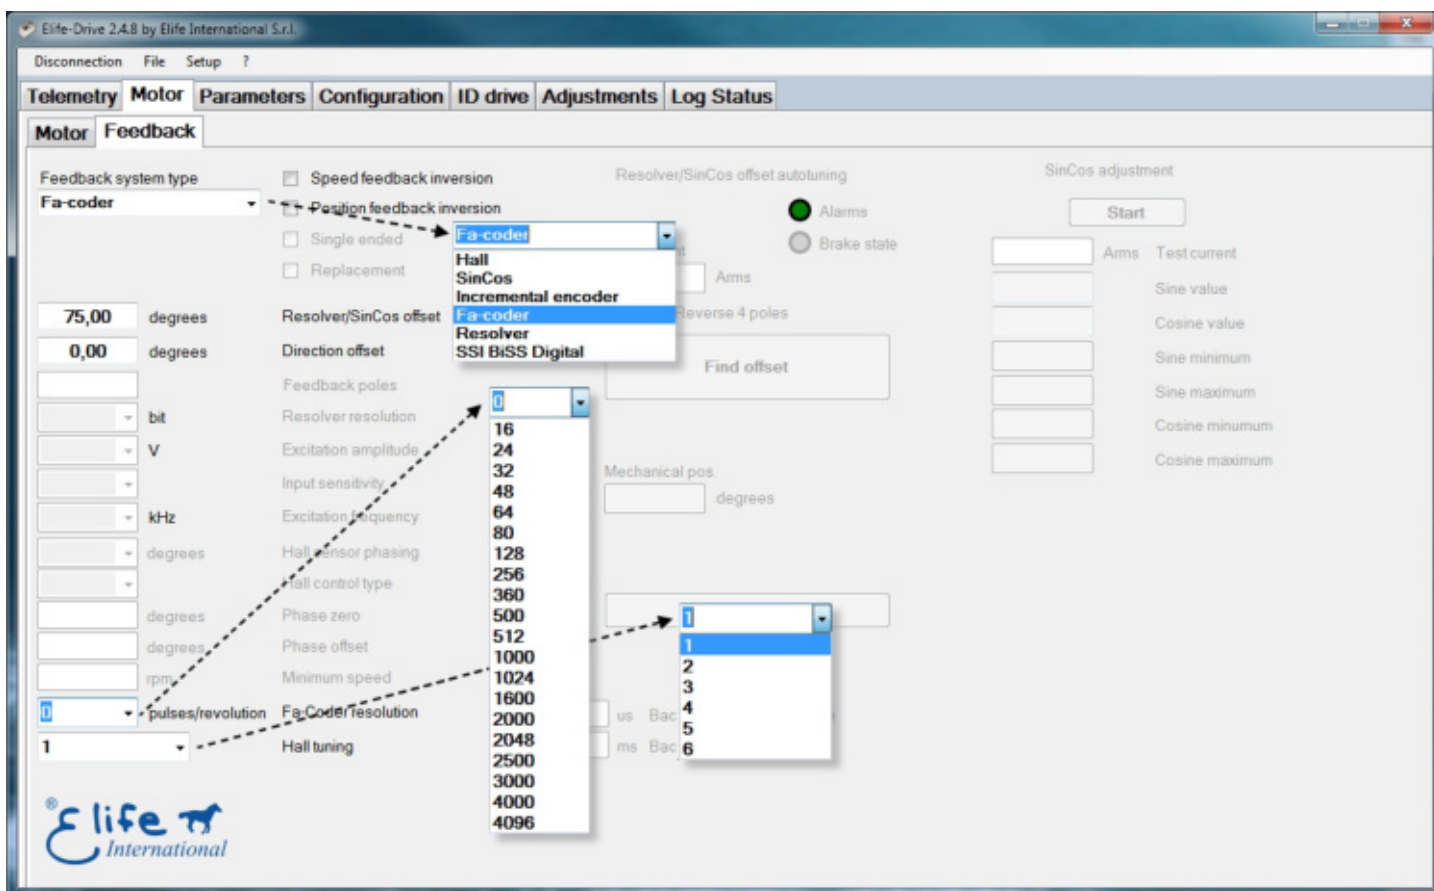 Elife-Drive 2.4.8 by Elife International S.r.l.
Disconnection File Setup ?
Telemetry Motor Parameters Configuration ID drive Adjustments Log Status
Motor Feedback
Feedback system type
Fa-coder
Speed feedback inversion
Position feedback inversion
Single ended
Replacement
Fa-coder
Hall
SinCos
Incremental encoder
Fa-coder
Resolver
SSI BiSS Digital
Resolver/SinCos offset autotuning
Alarms
Brake state
Arms
Reverse 4 poles
Find offset
Mechanical pos.
degrees
SinCos adjustment
Start
Arms Test current
Sine value
Cosine value
Sine minimum
Sine maximum
Cosine minumum
Cosine maximum
75,00 degrees Resolver/SinCos offset
0,00 degrees Direction offset
Feedback poles
bit Resolver resolution
V Excitation amplitude
Input sensitivity
kHz Excitation frequency
degrees Hall sensor phasing
Hall control type
degrees Phase zero
degrees Phase offset
rpm Minimum speed
0 pulses/revolution Fa-Coder resolution
1 Hall tuning
0
16
24
32
48
64
80
128
256
360
500
512
1000
1024
1600
2000
2048
2500
3000
4000
4096
1
1
2
3
4
5
6
us Bac
ms Bac
® Elife
International